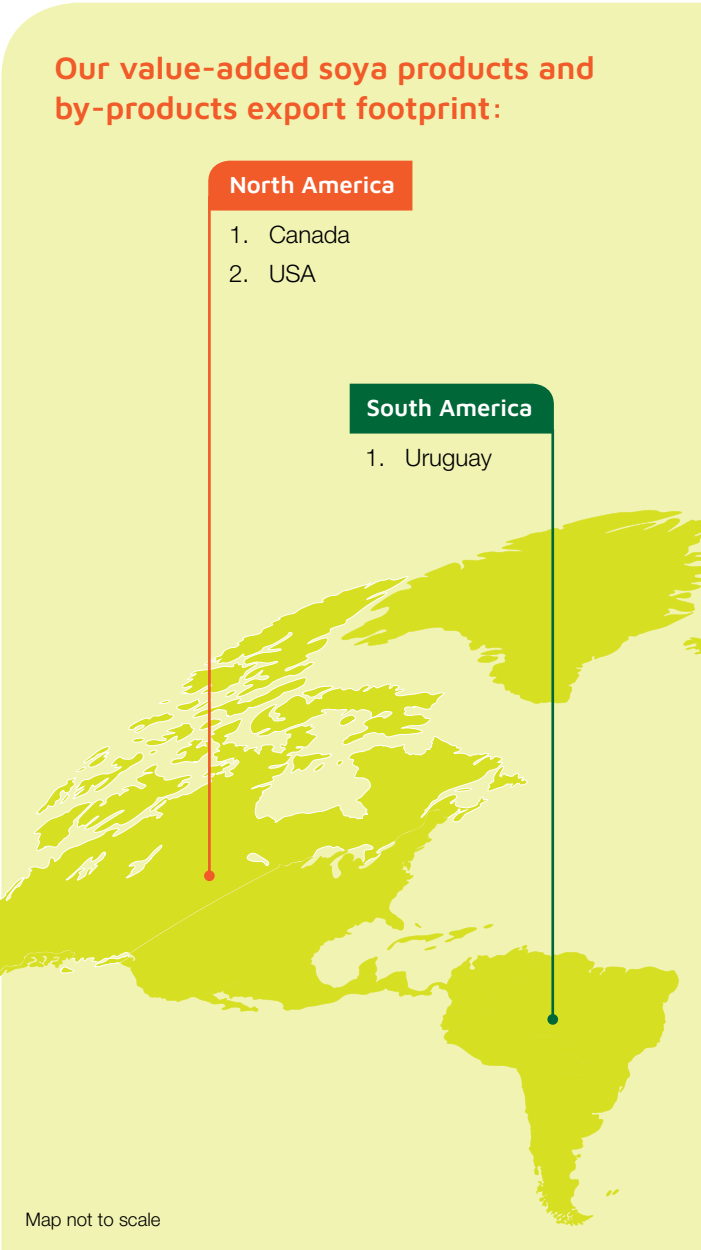 Our value-added soya products and
by-products export footprint:
North America
1. Canada
2. USA
South America
1. Uruguay
Map not to scale